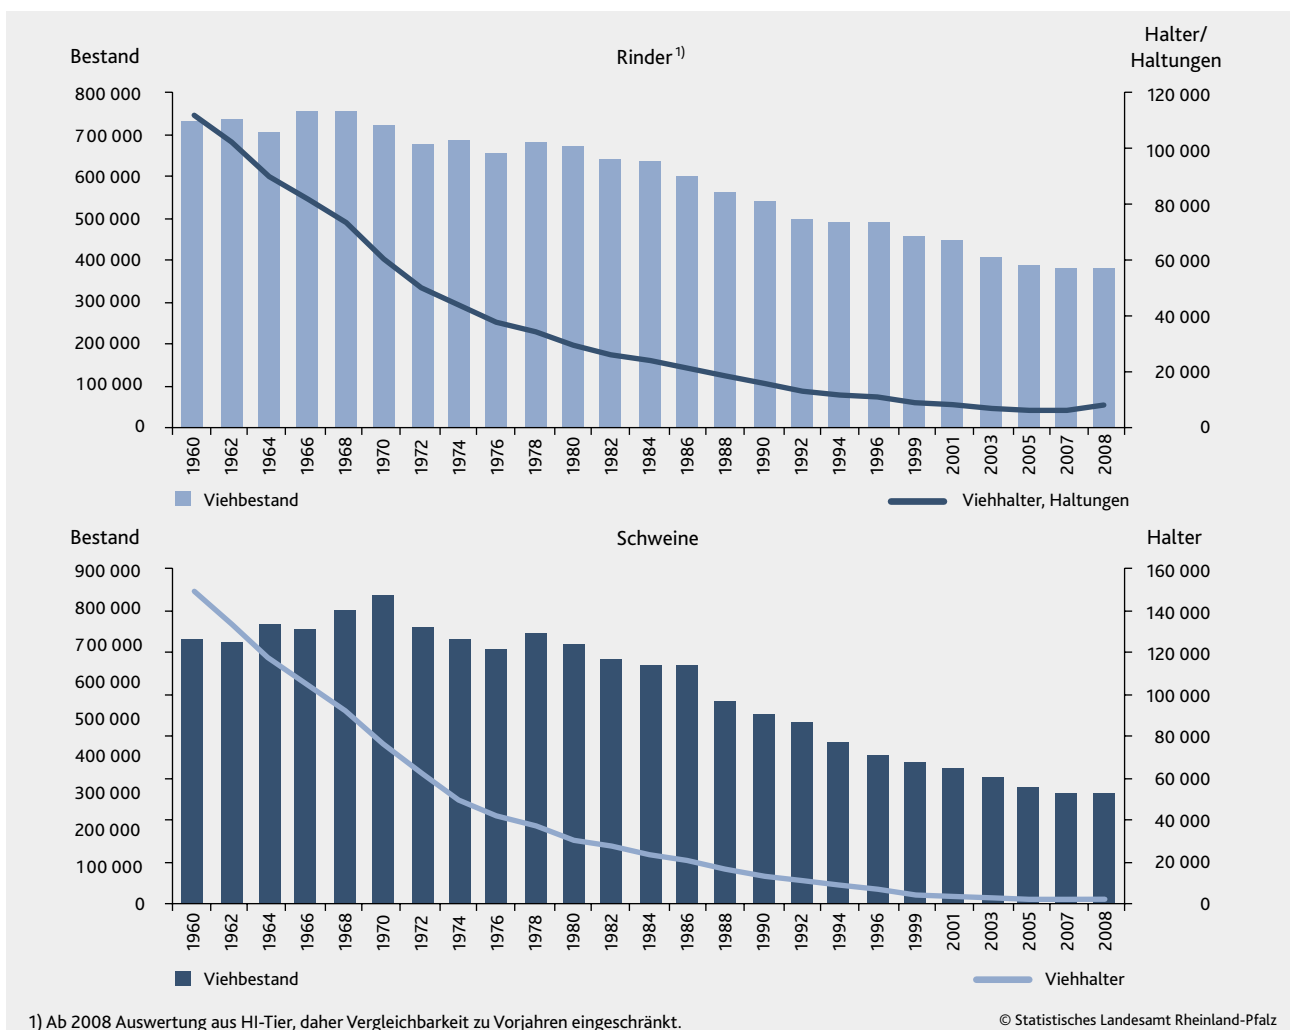 Bestand
Rinder 1)
Halter/
Haltungen
800 000
700 000
600 000
500 000
400 000
300 000
200 000
100 000
0
120 000
100 000
80 000
60 000
40 000
20 000
0
1960 1962 1964 1966 1968 1970 1972 1974 1976 1978 1980 1982 1984 1986 1988 1990 1992 1994 1996 1999 2001 2003 2005 2007 2008
Viehbestand
Viehhalter, Haltungen
Bestand
Schweine
Halter
900 000
800 000
700 000
600 000
500 000
400 000
300 000
200 000
100 000
0
160 000
140 000
120 000
100 000
80 000
60 000
40 000
20 000
0
1960 1962 1964 1966 1968 1970 1972 1974 1976 1978 1980 1982 1984 1986 1988 1990 1992 1994 1996 1999 2001 2003 2005 2007 2008
Viehbestand
Viehhalter
1) Ab 2008 Auswertung aus HI-Tier, daher Vergleichbarkeit zu Vorjahren eingeschränkt.
© Statistisches Landesamt Rheinland-Pfalz